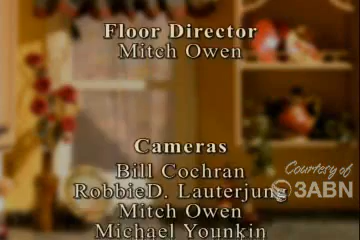 Floor Director
Mitch Owen
Cameras
Bill Cochran
RobbieD. Lauterjung
Mitch Owen
Michael Younkin
Courtesy of
3ABN